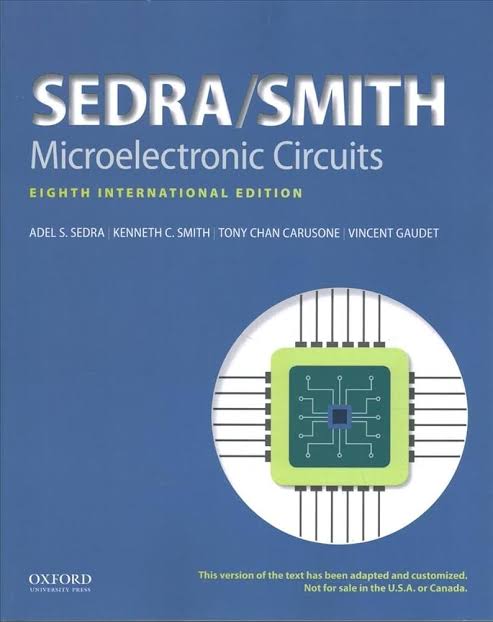 SEDRA/SMITH
Microelectronic Circuits
EIGHTH INTERNATIONAL EDITION
ADEL S. SEDRA | KENNETH C. SMITH | TONY CHAN CARUSONE | VINCENT GAUDET
This version of the text has been adapted and customized.
Not for sale in the U.S.A. or Canada.
OXFORD
UNIVERSITY PRESS